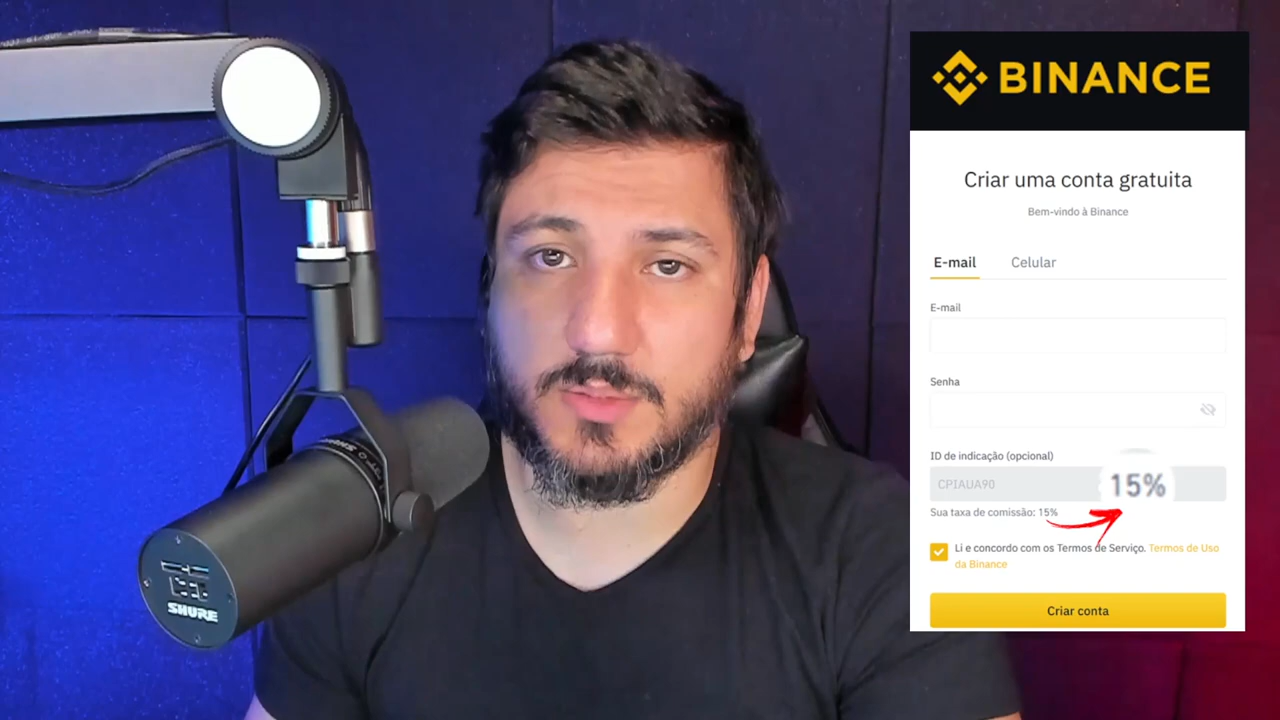 BINANCE
Criar uma conta gratuita
Bem-vindo à Binance
E-mail
Celular
E-mail
Senha
ID de indicação (opcional)
CPIAUA90
15%
Sua taxa de comissão: 15%
Li e concordo com os Termos de Serviço. Termos de Uso
da Binance
Criar conta
SHURE